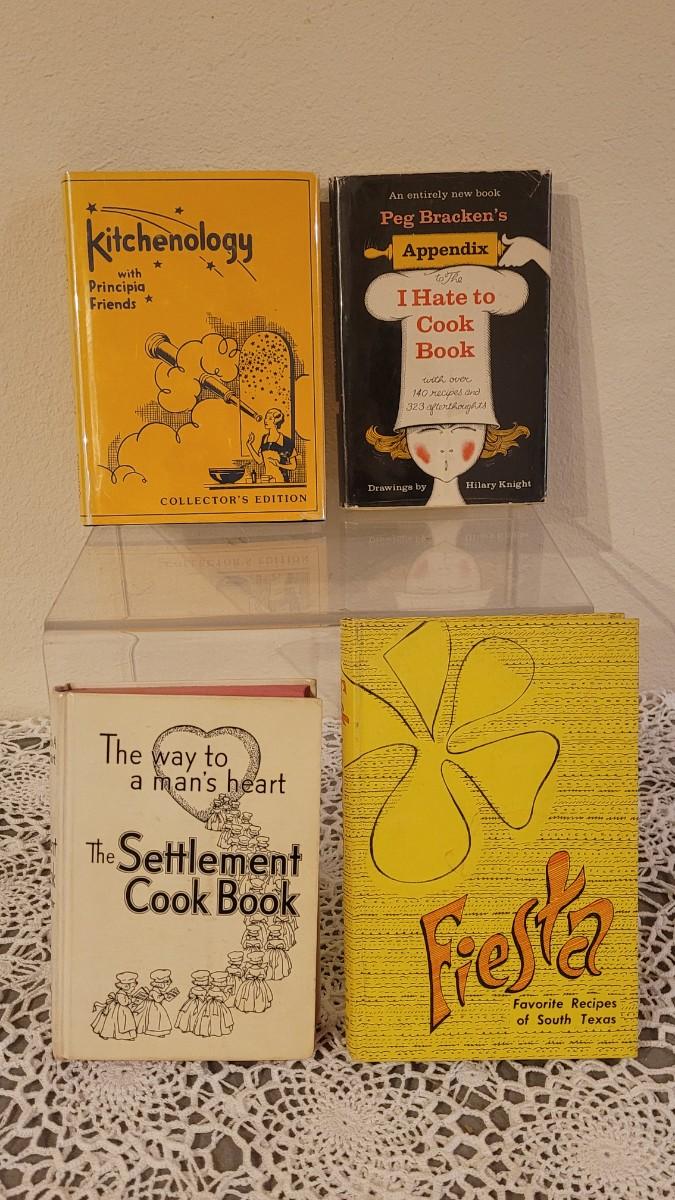 Kitchenology
with
Principia
Friends
COLLECTOR'S EDITION
An entirely new book
Peg Bracken's
Appendix
to The
I Hate to
Cook
Book
with over
140 recipes and
323 afterthoughts
Drawings by Hilary Knight
The way to
a man's heart
The Settlement
Cook Book
Fiesta
Favorite Recipes
of South Texas